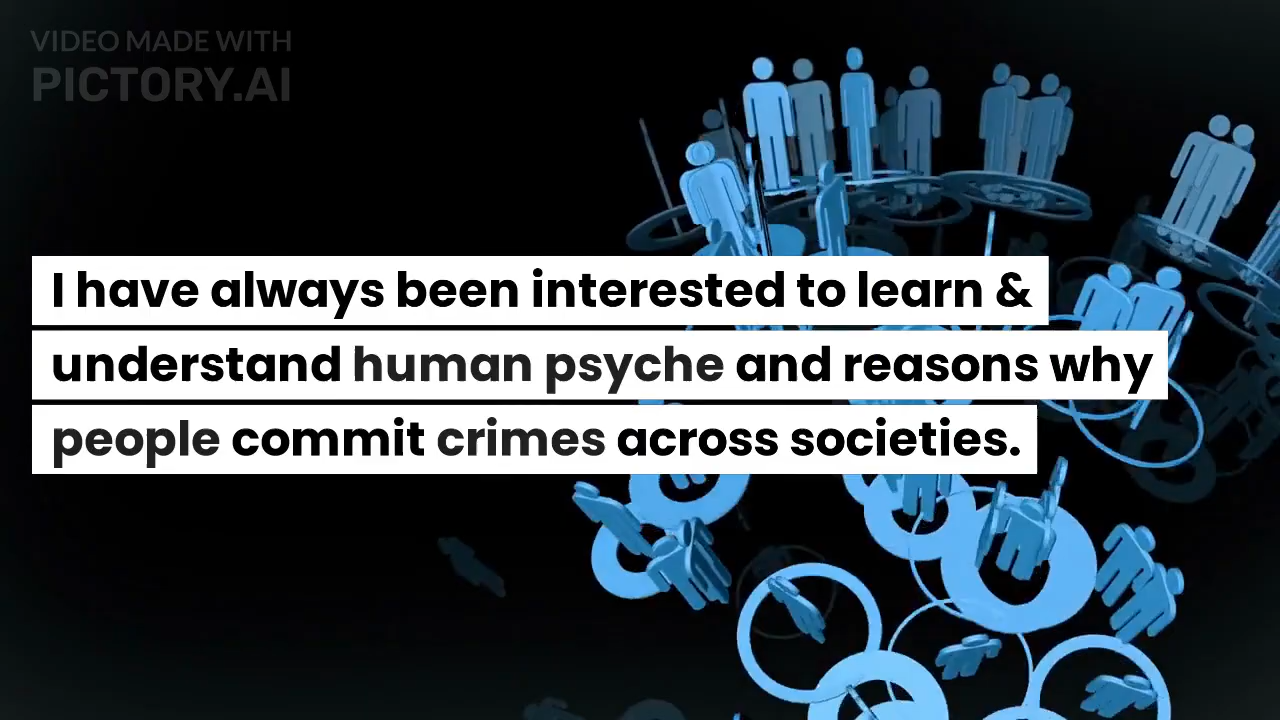 VIDEO MADE WITH
PICTORY.AI
I have always been interested to learn &
understand human psyche and reasons why
people commit crimes across societies.